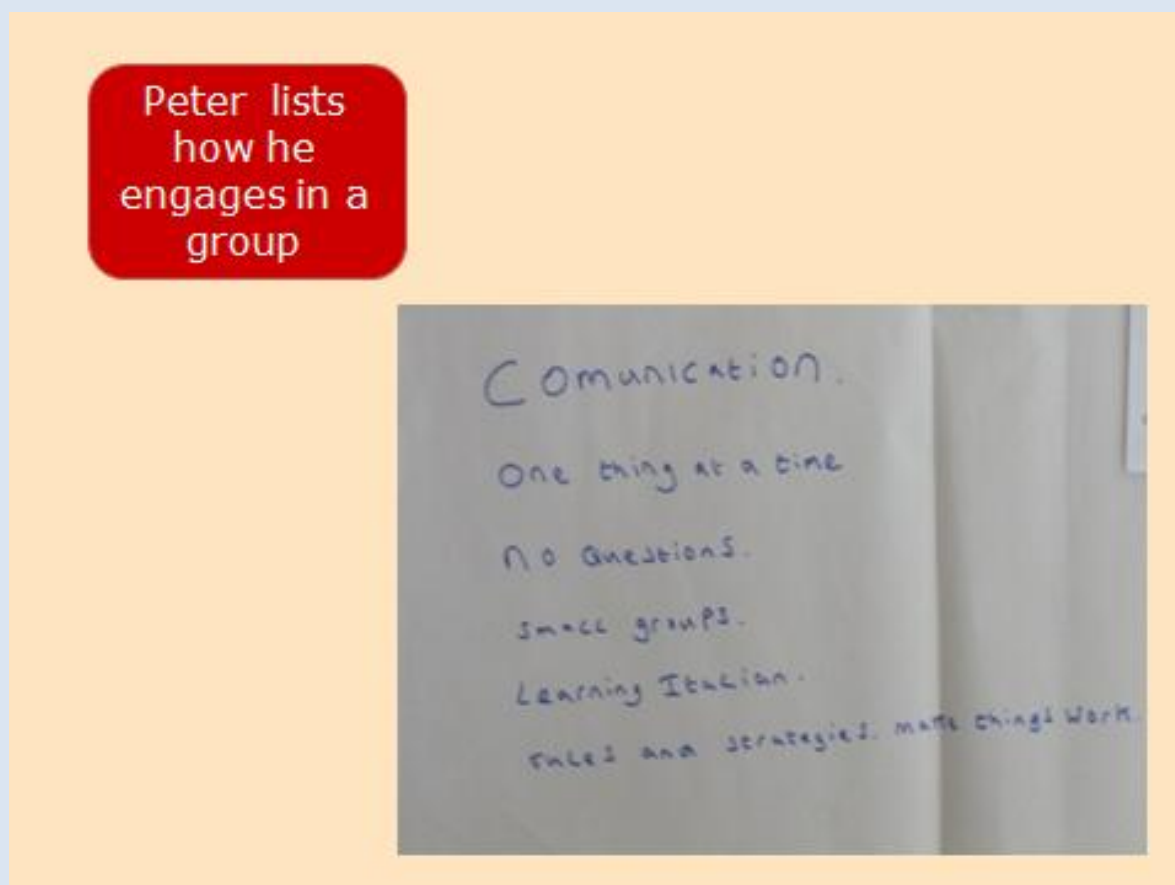 Peter lists
how he
engages in a
group
Comunication.
One thing at a time
No Questions.
small groups.
Learning Italian.
rules and strategies. make things work.